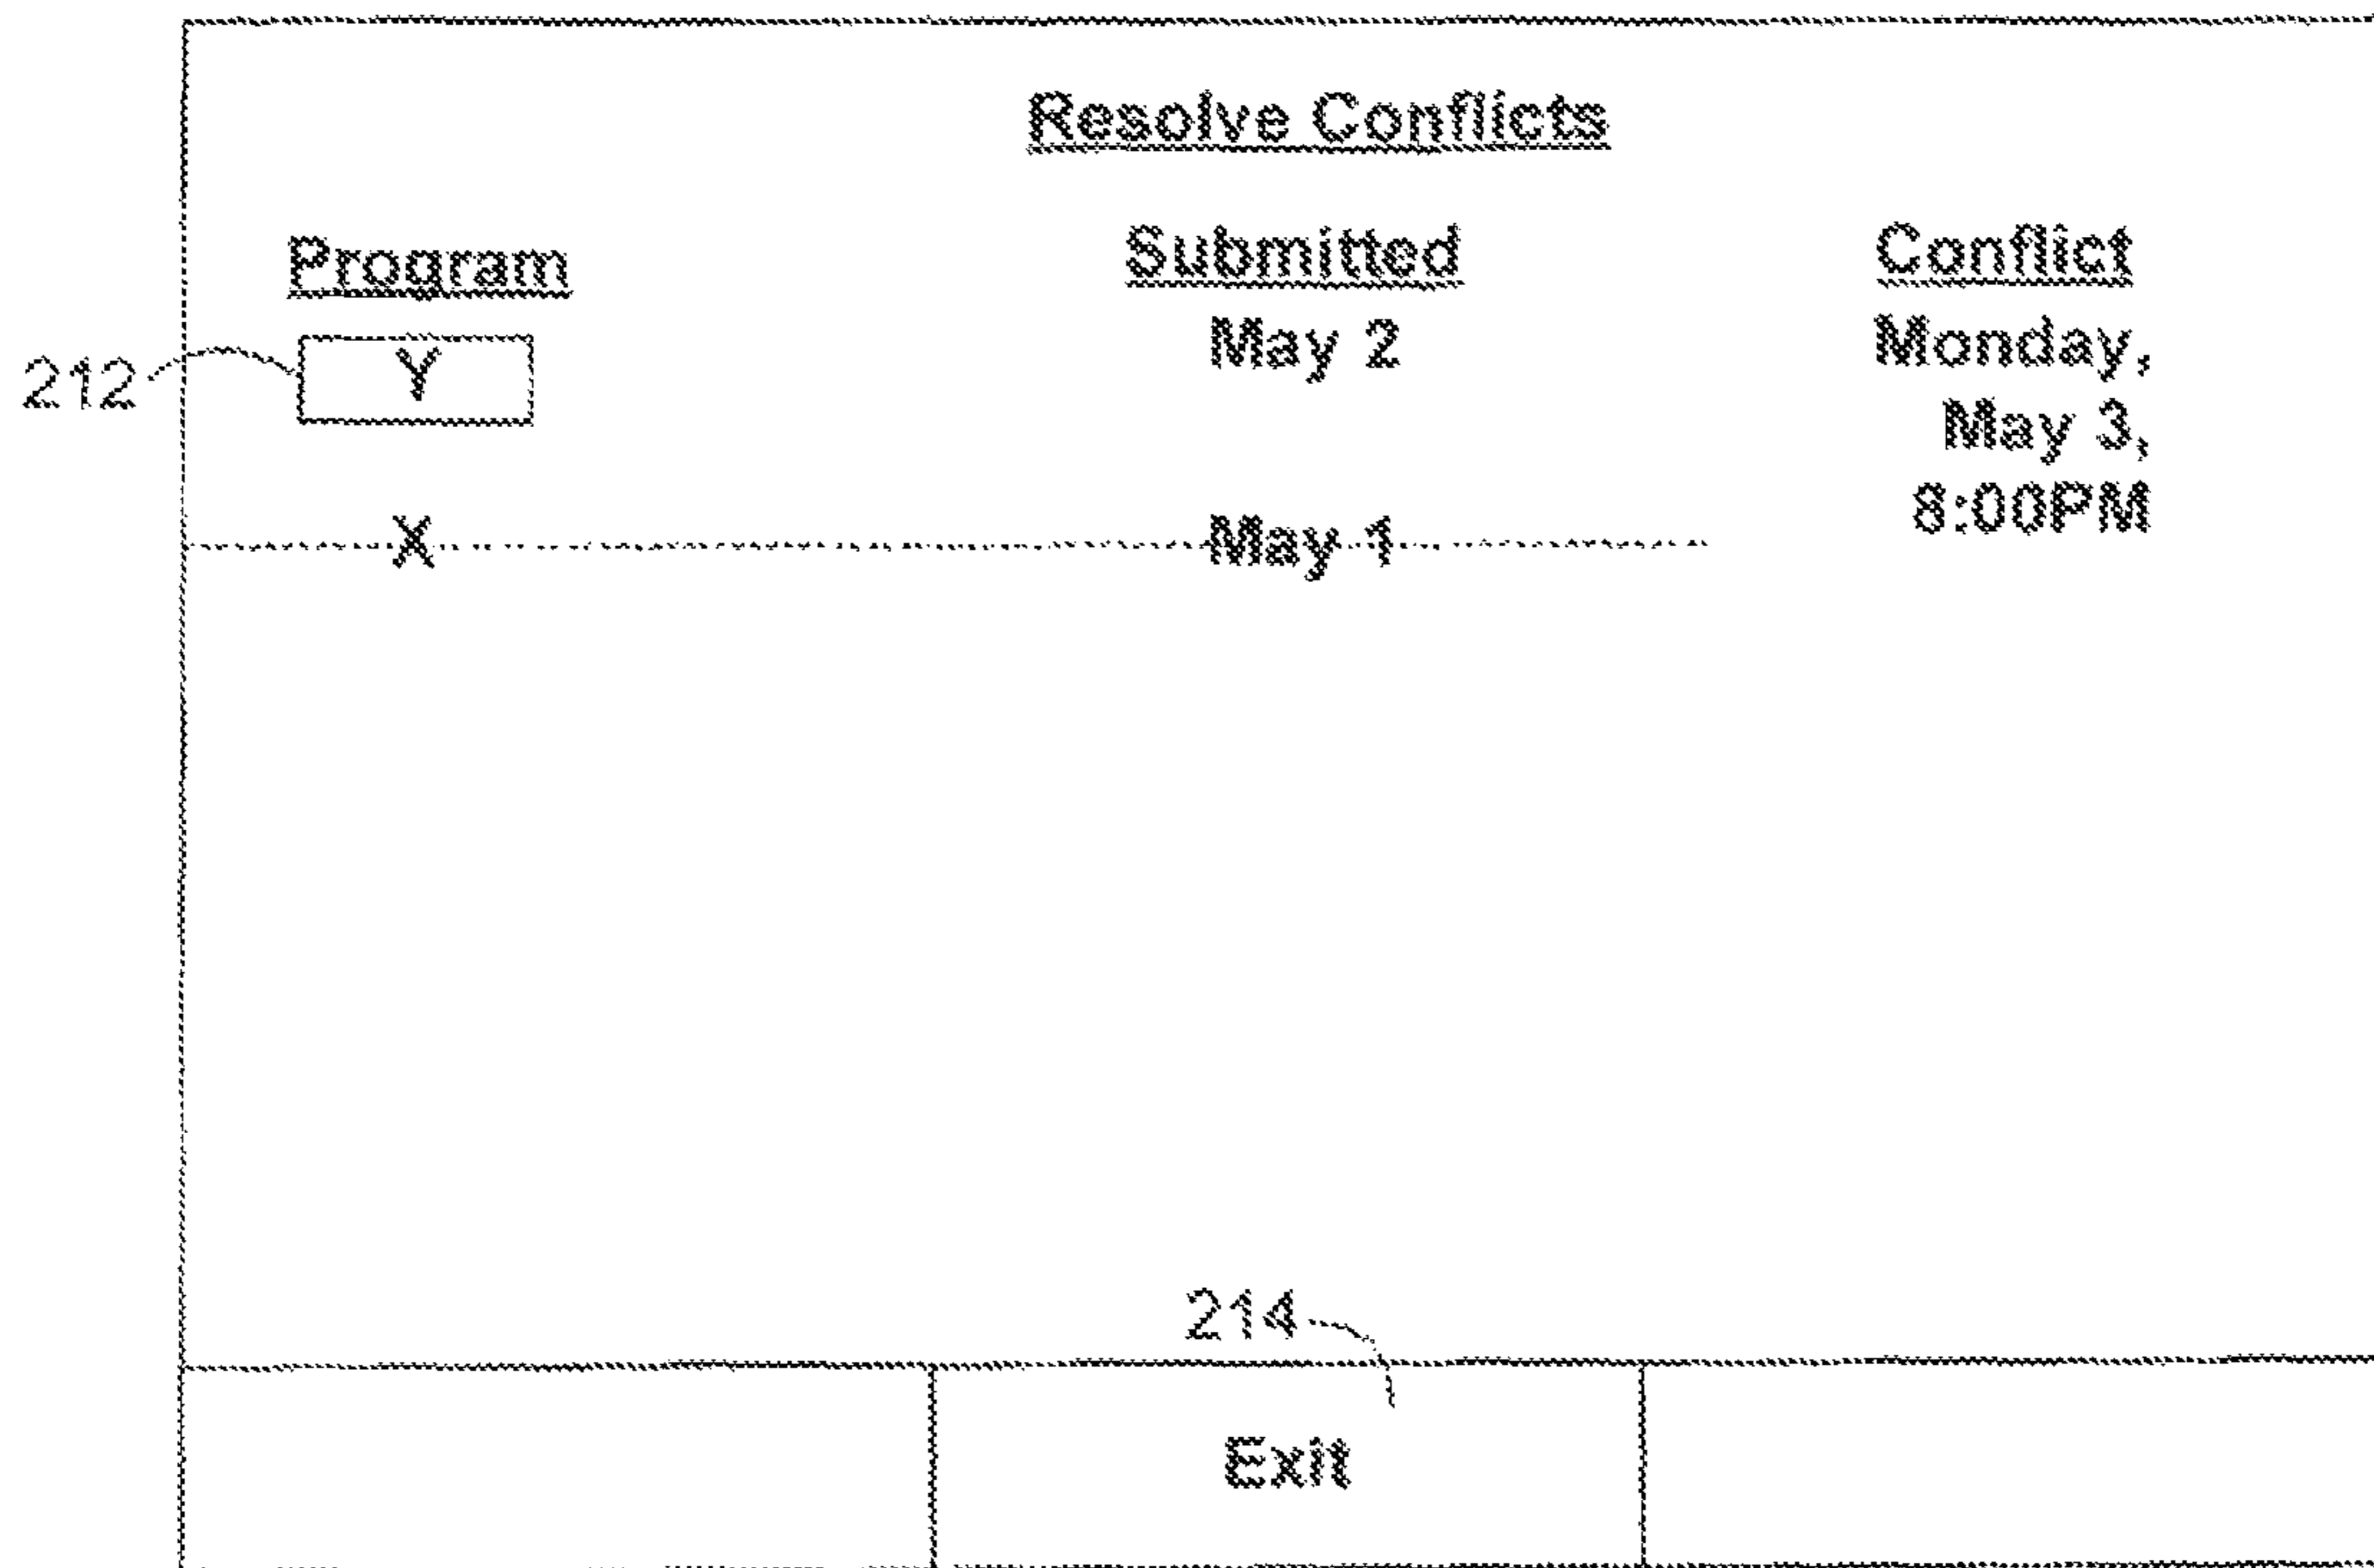 Resolve Conflicts
Program Submitted Conflict
212 Y May 2 Monday,
May 3,
8:00PM
X May 1
214
Exit